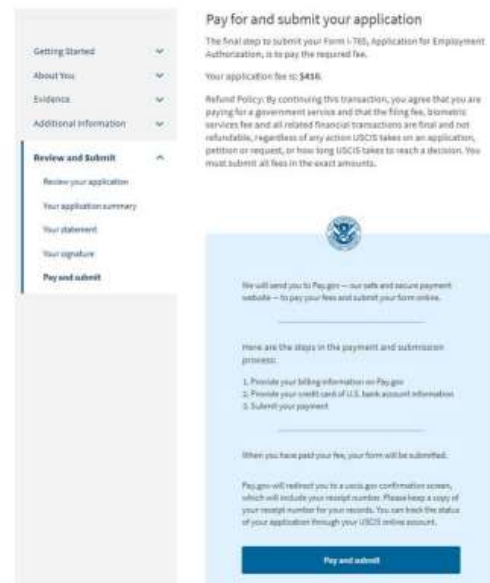 Getting Started
About You
Evidence
Additional Information
Review and Submit
Review your application
Your application summary
Your statement
Your signature
Pay and submit
Pay for and submit your application
The final step to submit your Form I-765, Application for Employment
Authorization, is to pay the required fee.
Your application fee is: $410.
Refund Policy: By continuing this transaction, you agree that you are
paying for a government service and that the filing fee, biometric
services fee and all related financial transactions are final and not
refundable, regardless of any action USCIS takes on an application,
petition or request, or how long USCIS takes to reach a decision. You
must submit all fees in the exact amounts.
We will send you to Pay.gov — our safe and secure payment
website — to pay your fees and submit your form online.
Here are the steps in the payment and submission
process:
1. Provide your billing information on Pay.gov
2. Provide your credit card of U.S. bank account information
3. Submit your payment
When you have paid your fee, your form will be submitted.
Pay.gov will redirect you to a uscis.gov confirmation screen,
which will include your receipt number. Please keep a copy of
your receipt number for your records. You can track the status
of your application through your USCIS online account.
Pay and submit